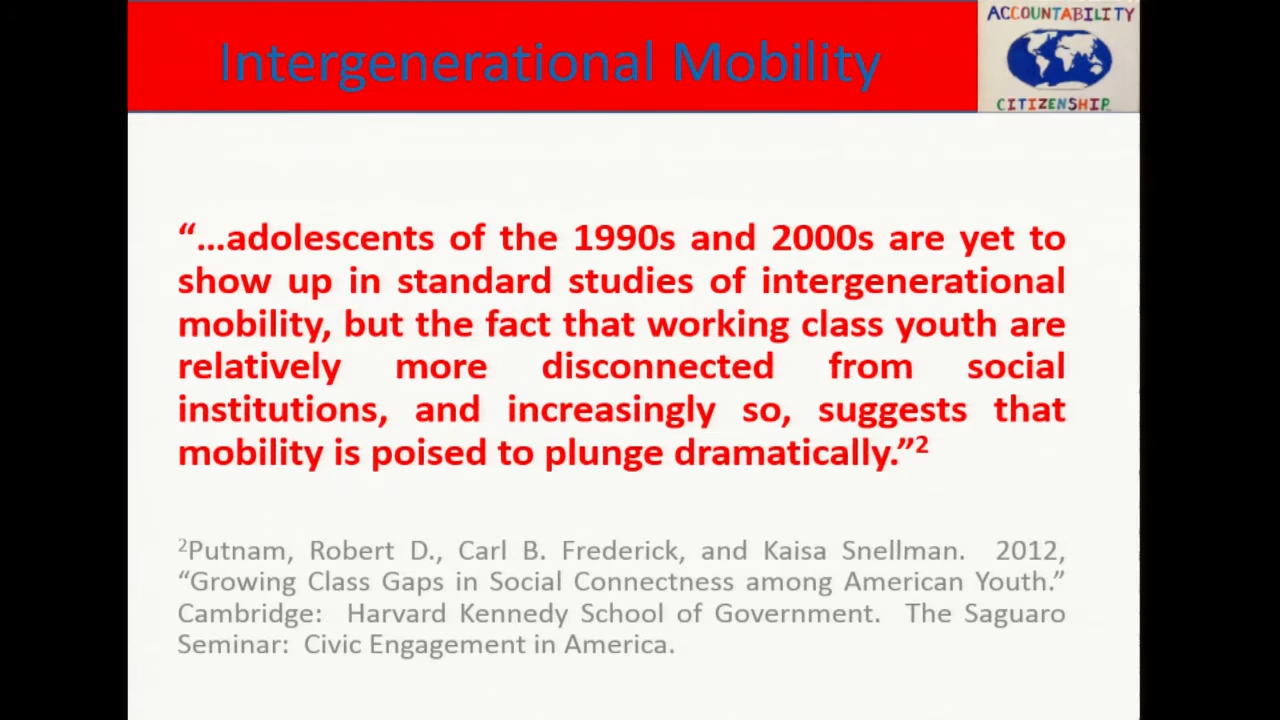 Intergenerational Mobility
ACCOUNTABILITY
CITIZENSHIP
“...adolescents of the 1990s and 2000s are yet to
show up in standard studies of intergenerational
mobility, but the fact that working class youth are
relatively more disconnected from social
institutions, and increasingly so, suggests that
mobility is poised to plunge dramatically.”2
2Putnam, Robert D., Carl B. Frederick, and Kaisa Snellman. 2012,
“Growing Class Gaps in Social Connectness among American Youth.”
Cambridge: Harvard Kennedy School of Government. The Saguaro
Seminar: Civic Engagement in America.